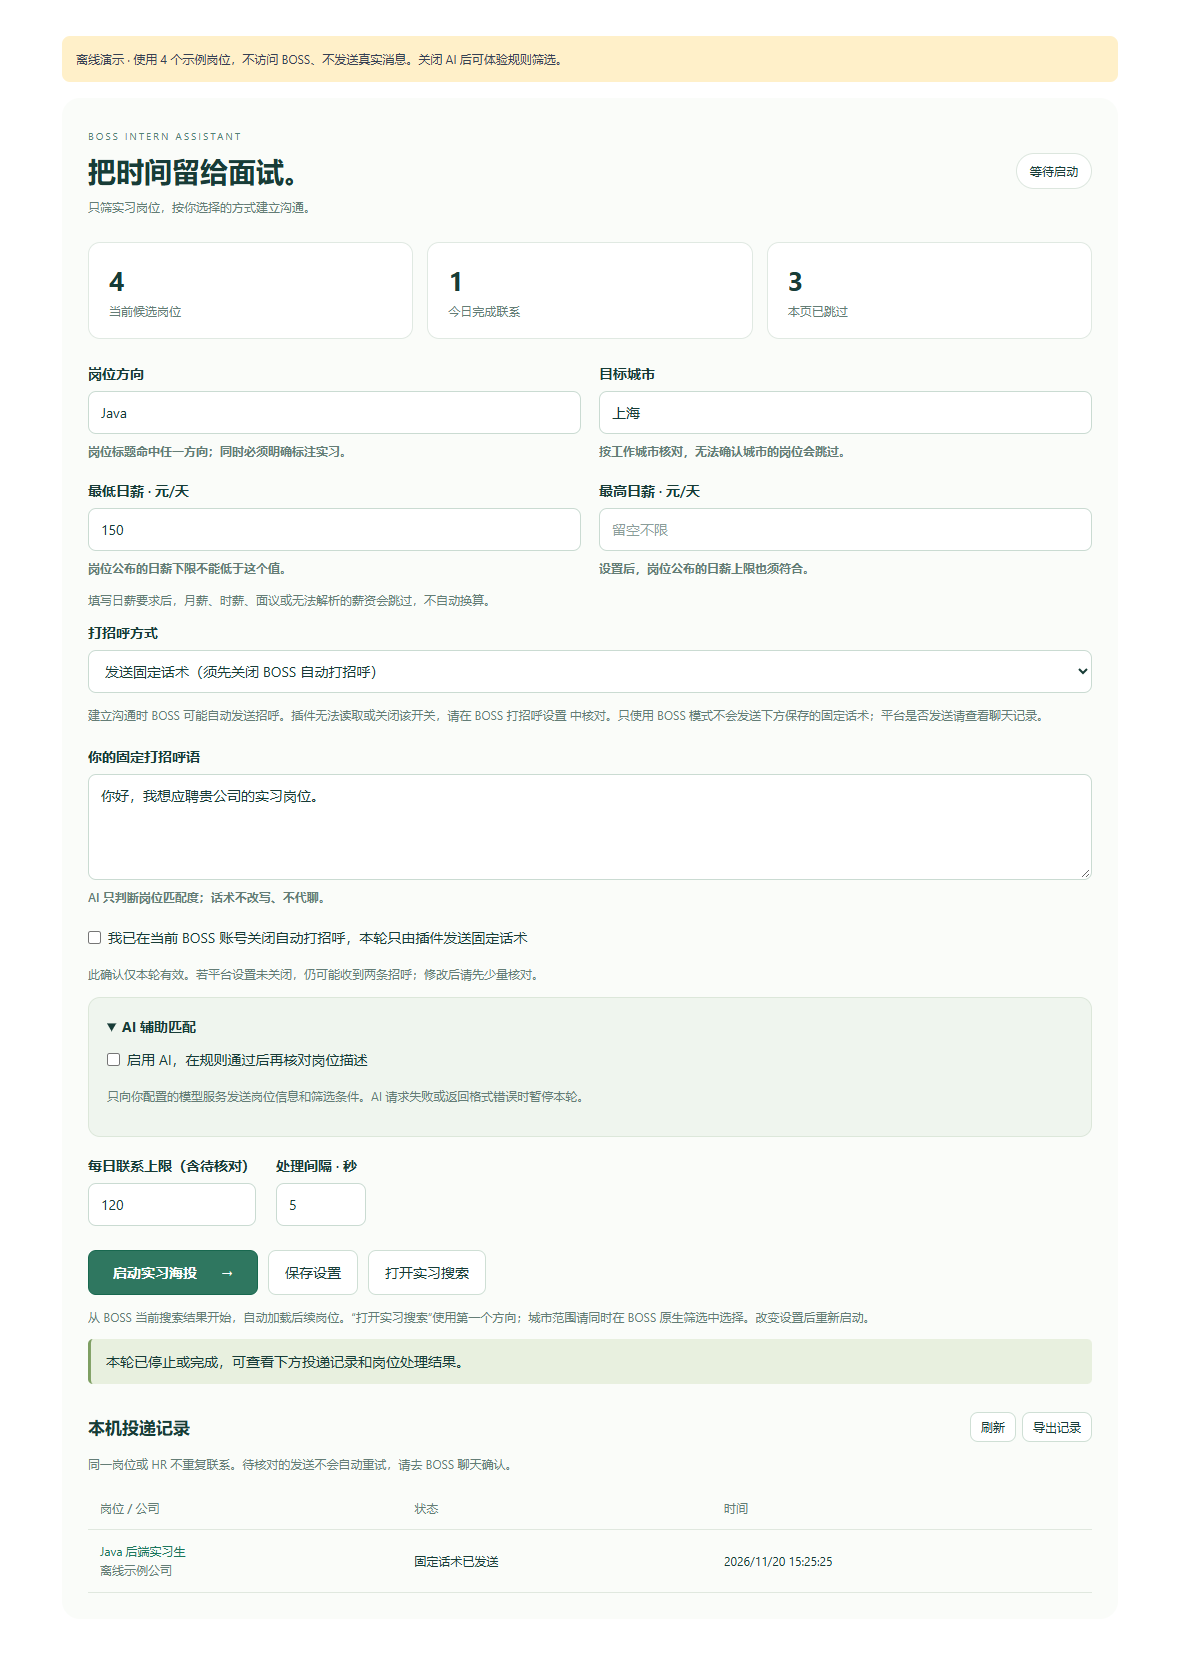 离线演示 · 使用 4 个示例岗位，不访问 BOSS、不发送真实消息。关闭 AI 后可体验规则筛选。
BOSS INTERN ASSISTANT
把时间留给面试。
等待启动
只筛实习岗位，按你选择的方式建立沟通。
4
当前候选岗位
1
今日完成联系
3
本页已跳过
岗位方向
Java
岗位标题命中任一方向；同时必须明确标注实习。
目标城市
上海
按工作城市核对，无法确认城市的岗位会跳过。
最低日薪 · 元/天
150
岗位公布的日薪下限不能低于这个值。
最高日薪 · 元/天
留空不限
设置后，岗位公布的日薪上限也须符合。
填写日薪要求后，月薪、时薪、面议或无法解析的薪资会跳过，不自动换算。
打招呼方式
发送固定话术（须先关闭 BOSS 自动打招呼）
建立沟通时 BOSS 可能自动发送招呼。插件无法读取或关闭该开关，请在 BOSS 打招呼设置 中核对。只使用 BOSS 模式不会发送下方保存的固定话术；平台是否发送请查看聊天记录。
你的固定打招呼语
你好，我想应聘贵公司的实习岗位。
AI 只判断岗位匹配度；话术不改写、不代聊。
我已在当前 BOSS 账号关闭自动打招呼，本轮只由插件发送固定话术
此确认仅本轮有效。若平台设置未关闭，仍可能收到两条招呼；修改后请先少量核对。
▼ AI 辅助匹配
启用 AI，在规则通过后再核对岗位描述
只向你配置的模型服务发送岗位信息和筛选条件。AI 请求失败或返回格式错误时暂停本轮。
每日联系上限（含待核对）
120
处理间隔 · 秒
5
启动实习海投 →
保存设置
打开实习搜索
从 BOSS 当前搜索结果开始，自动加载后续岗位。“打开实习搜索”使用第一个方向；城市范围请同时在 BOSS 原生筛选中选择。改变设置后重新启动。
本轮已停止或完成，可查看下方投递记录和岗位处理结果。
本机投递记录
刷新
导出记录
同一岗位或 HR 不重复联系。待核对的发送不会自动重试，请去 BOSS 聊天确认。
岗位 / 公司 状态 时间
Java 后端实习生
离线示例公司
固定话术已发送
2026/11/20 15:25:25